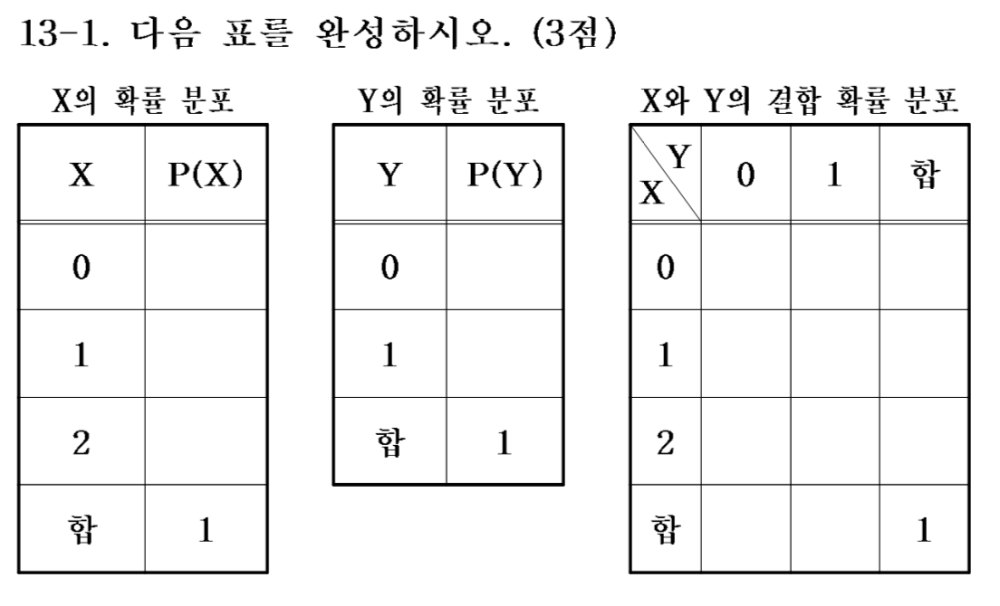 13-1. 다음 표를 완성하시오. (3점)
X의 확률 분포 Y의 확률 분포 X와 Y의 결합 확률 분포
X P(X) Y P(Y) Y X 0 1 합
0 0 0
1 1 1
2 합 1 2
합 1 합 1